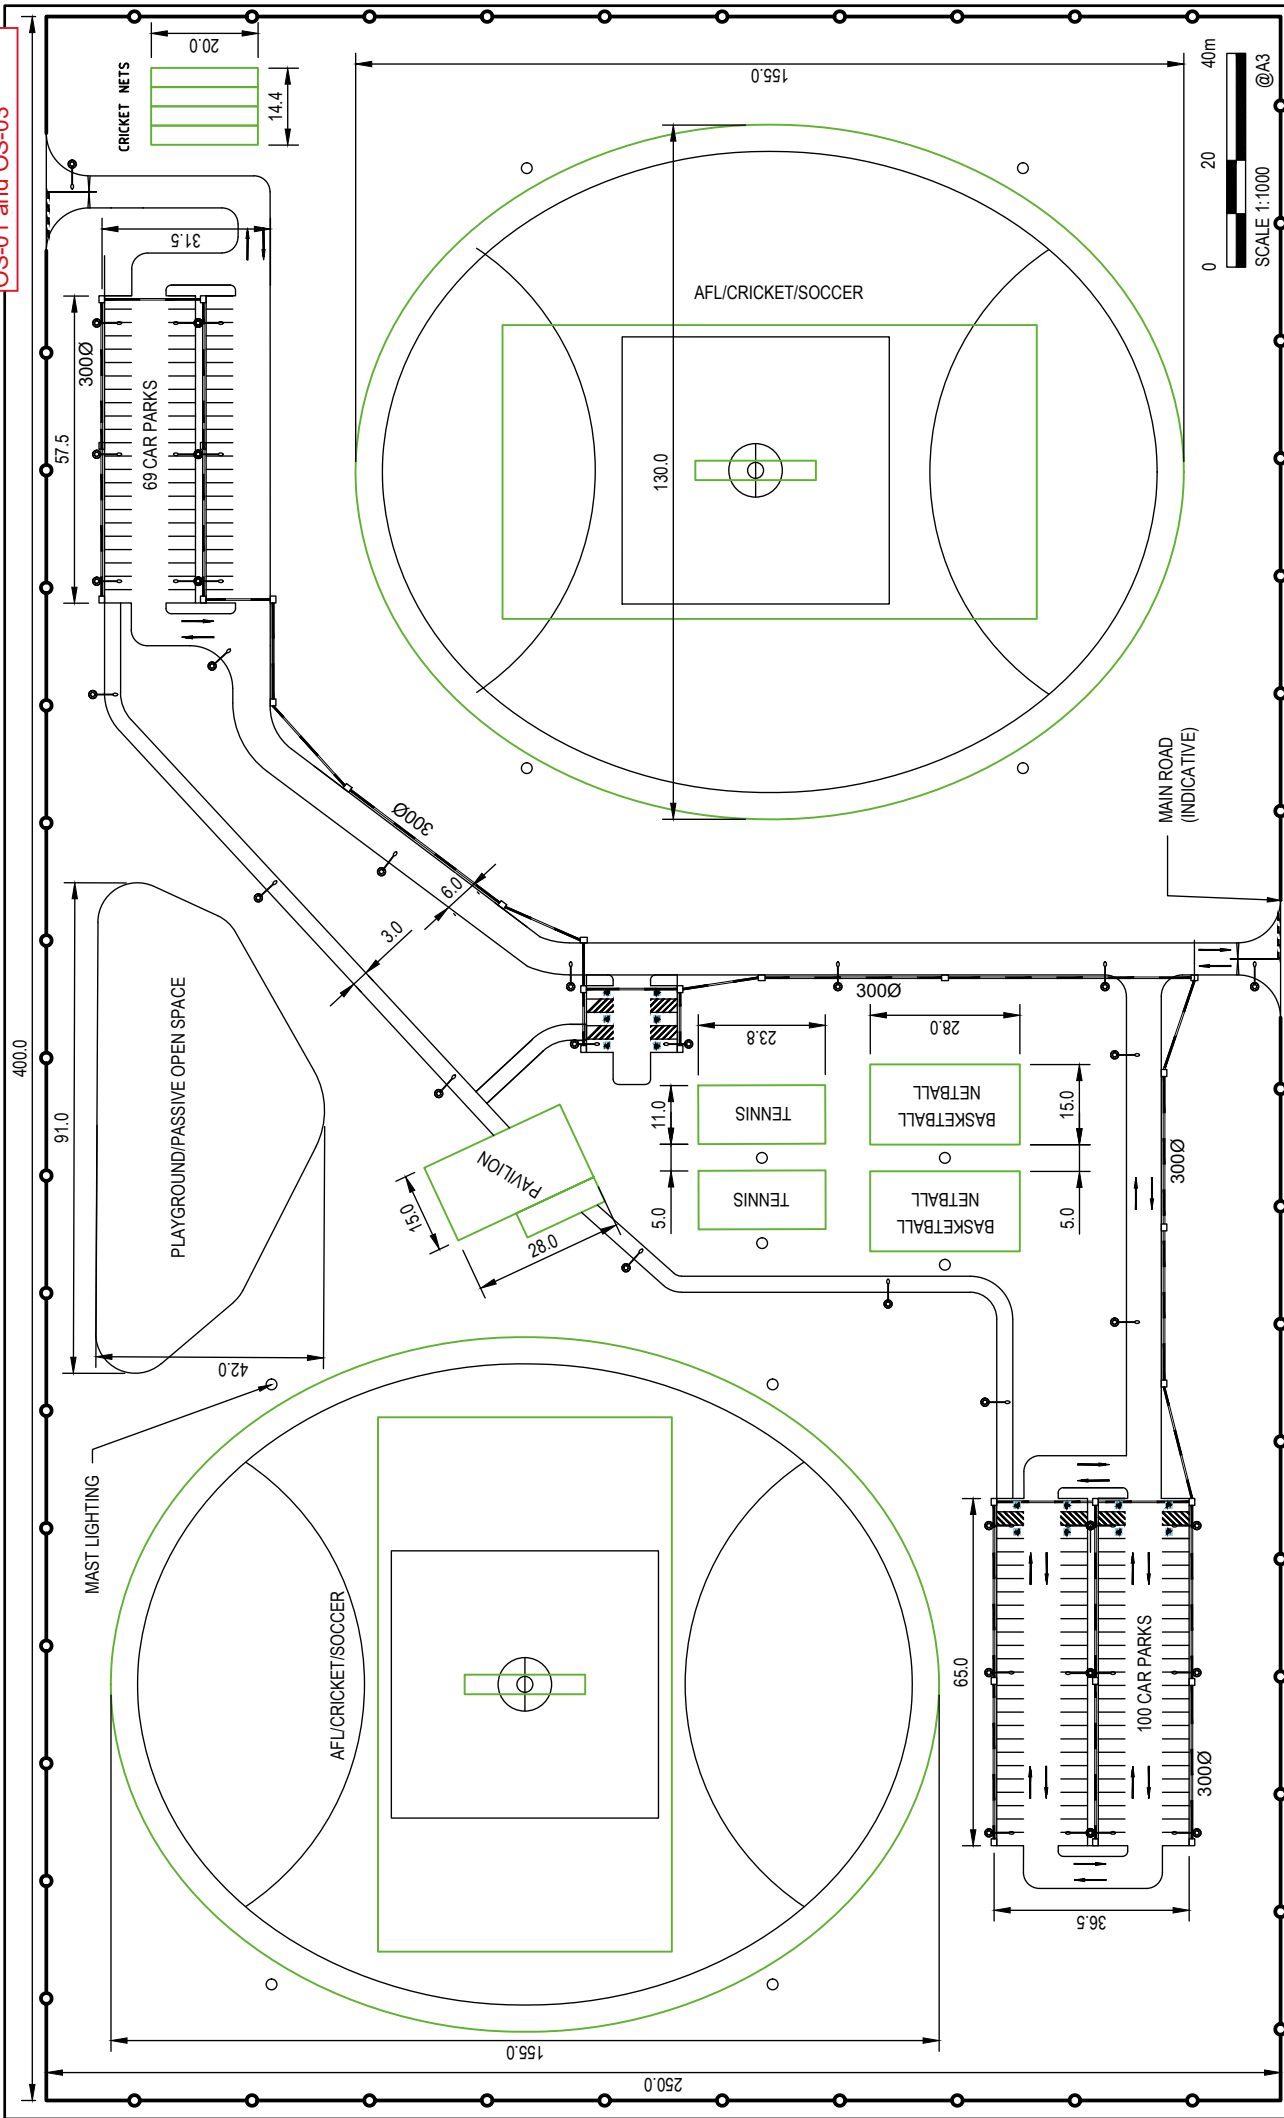 OS-01 and OS-03
CRICKET NETS
20.0
14.4
400.0
31.5
57.5
300Ø
69 CAR PARKS
155.0
130.0
AFL/CRICKET/SOCCER
0
20
40m
SCALE 1:1000
@A3
MAIN ROAD
(INDICATIVE)
300Ø
6.0
3.0
91.0
PLAYGROUND/PASSIVE OPEN SPACE
42.0
PAVILION
15.0
28.0
300Ø
23.8
28.0
11.0
TENNIS
5.0
TENNIS
15.0
BASKETBALL
NETBALL
5.0
BASKETBALL
NETBALL
300Ø
MAST LIGHTING
AFL/CRICKET/SOCCER
155.0
250.0
65.0
36.5
100 CAR PARKS
300Ø